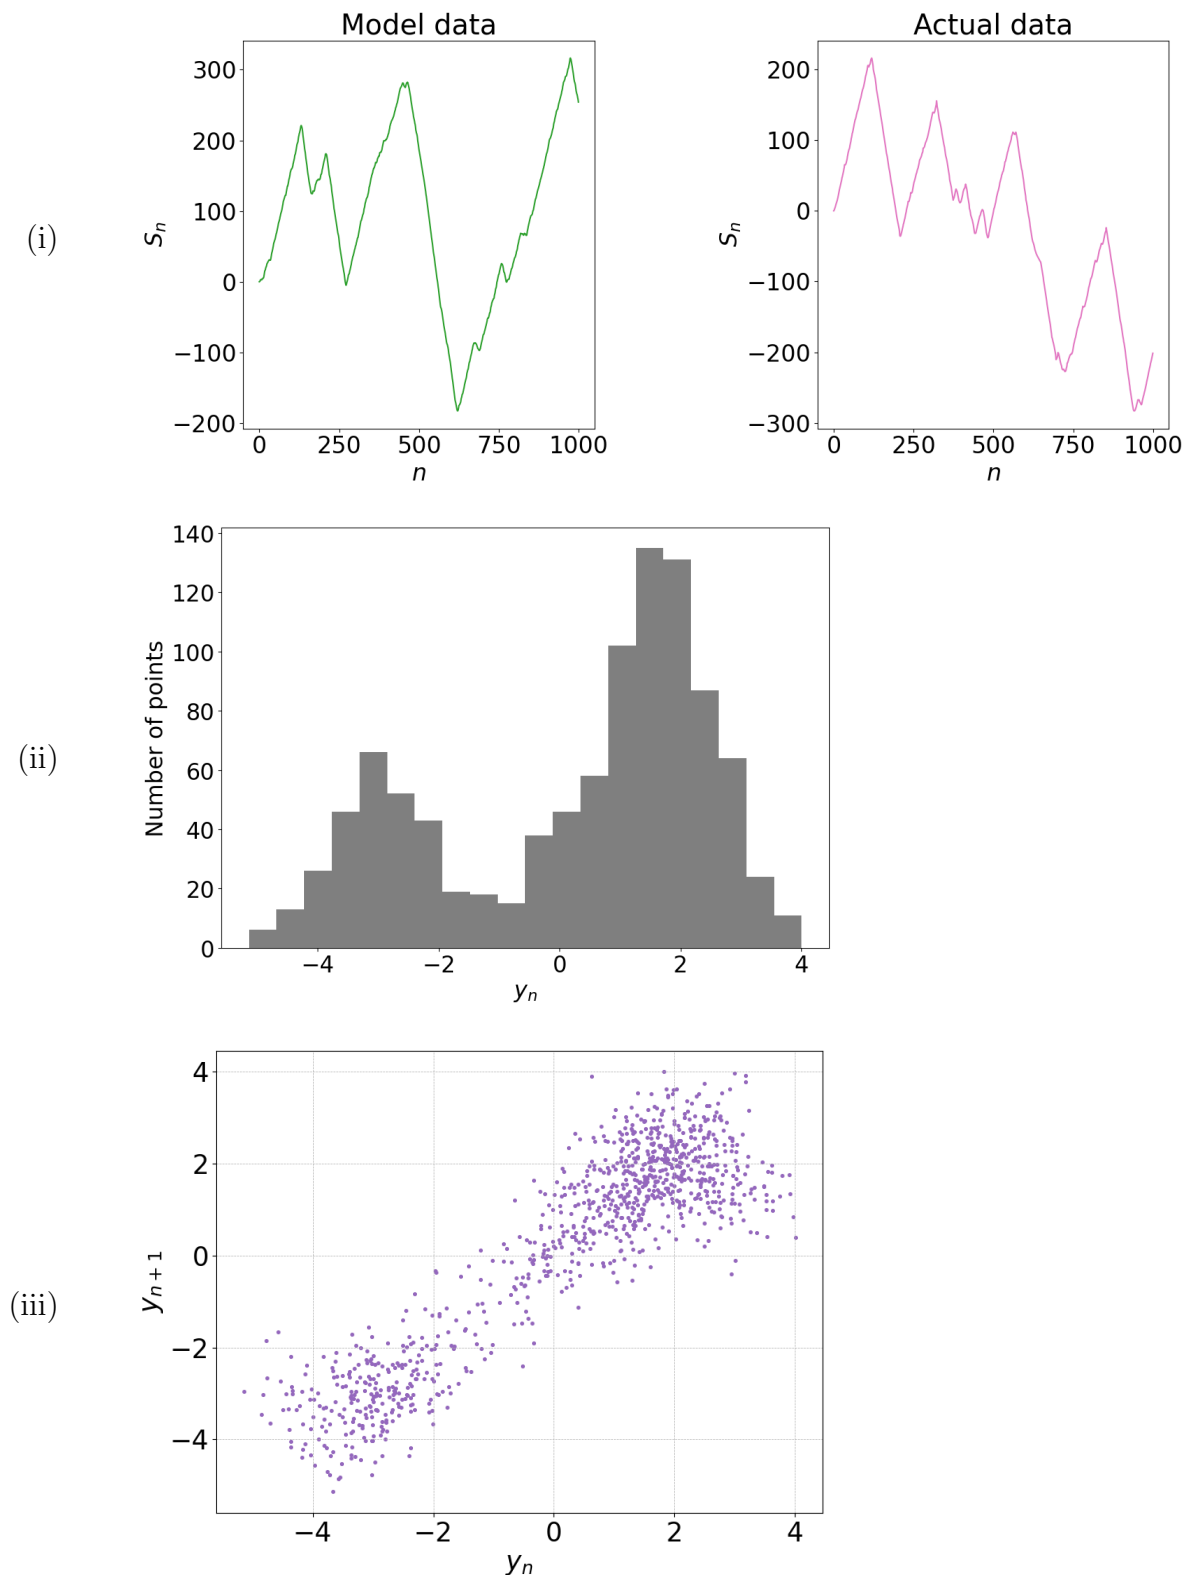 Model data
Actual data
(i)
S_n
300
200
100
0
−100
−200
0 250 500 750 1000
n
S_n
200
100
0
−100
−200
−300
0 250 500 750 1000
n
(ii)
Number of points
140
120
100
80
60
40
20
0
−4 −2 0 2 4
y_n
(iii)
y_{n+1}
4
2
0
−2
−4
−4 −2 0 2 4
y_n